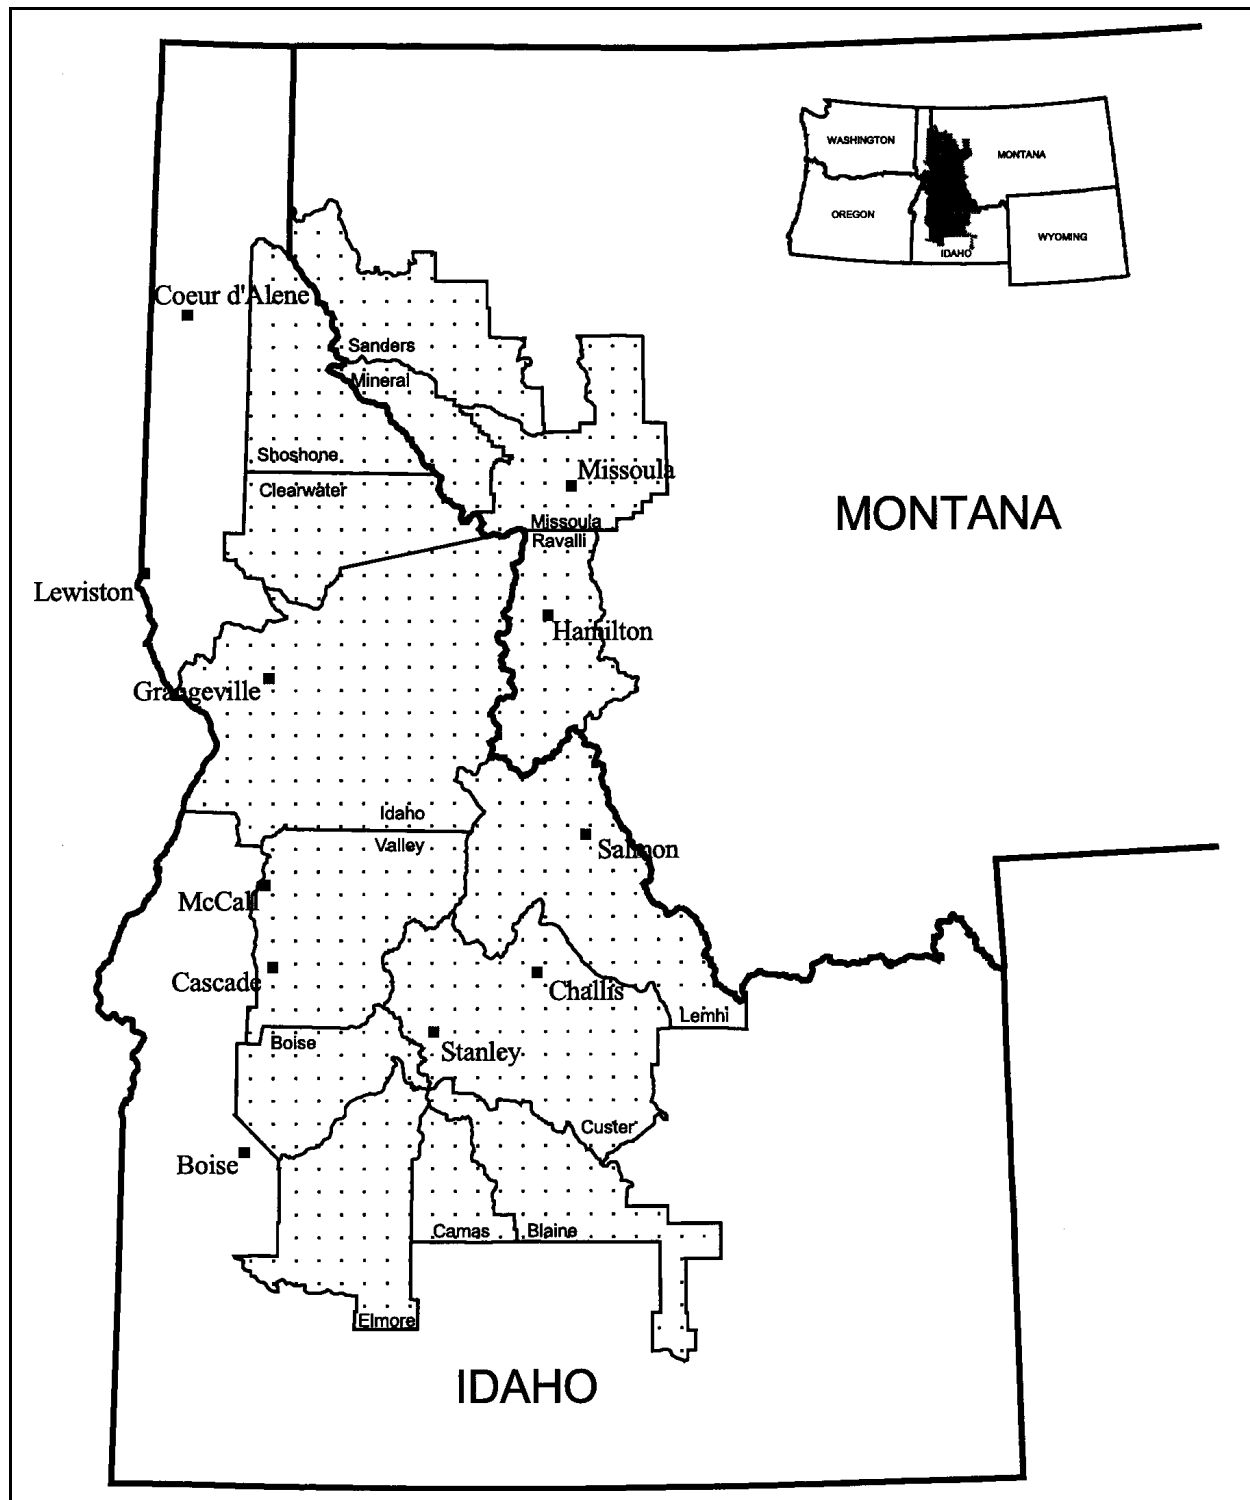 WASHINGTON
MONTANA
OREGON
WYOMING
IDAHO
Coeur d'Alene
Sanders
Mineral
Shoshone
Clearwater
Missoula
MONTANA
Missoula
Ravalli
Lewiston
Hamilton
Grangeville
Idaho
Valley
Salmon
McCall
Cascade
Challis
Lemhi
Boise
Stanley
Custer
Boise
Camas
Blaine
Elmore
IDAHO